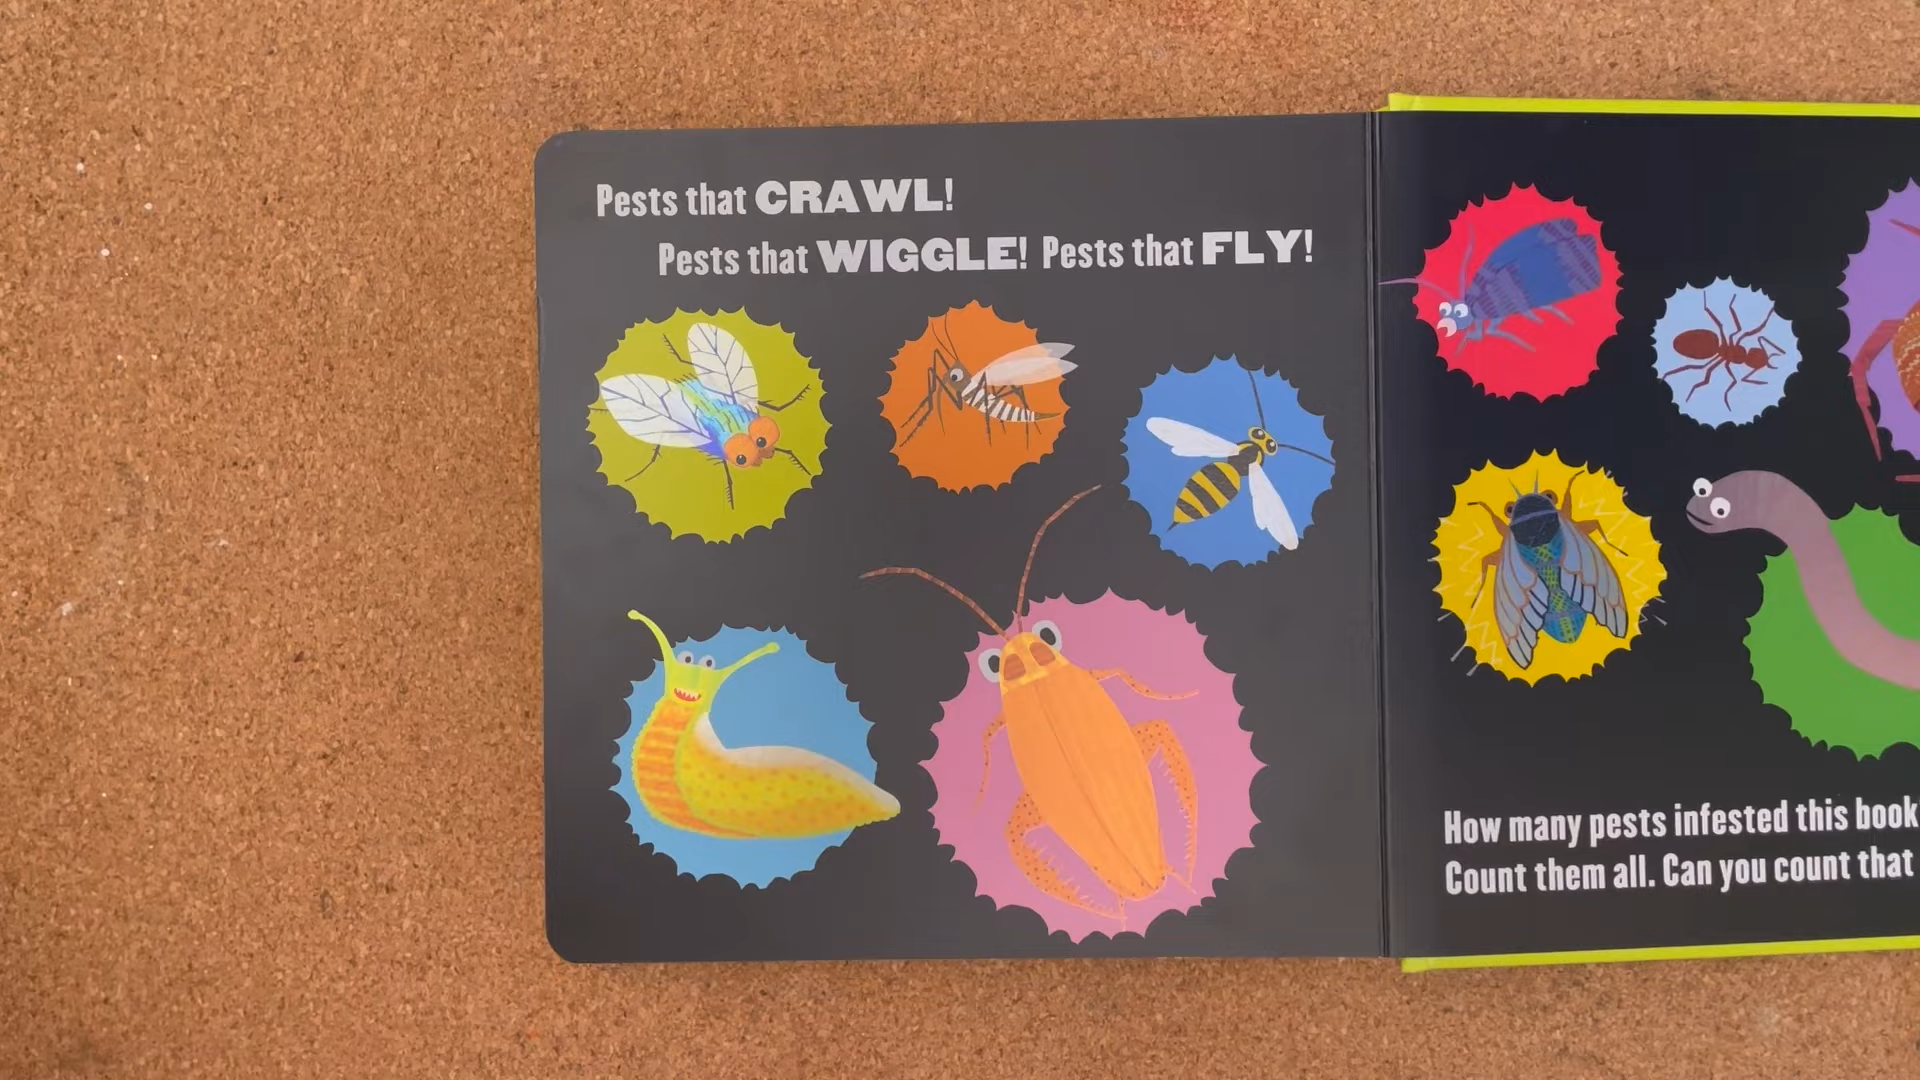 Pests that CRAWL!
Pests that WIGGLE! Pests that FLY!
How many pests infested this book
Count them all. Can you count that